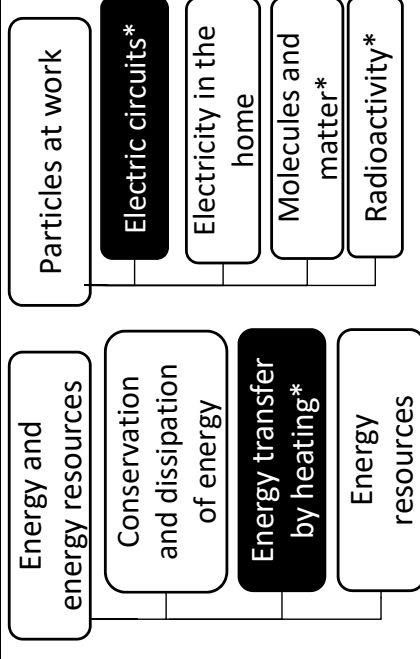 Energy and
energy resources
Conservation
and dissipation
of energy
Energy transfer
by heating*
Energy
resources
Particles at work
Electric circuits*
Electricity in the
home
Molecules and
matter*
Radioactivity*